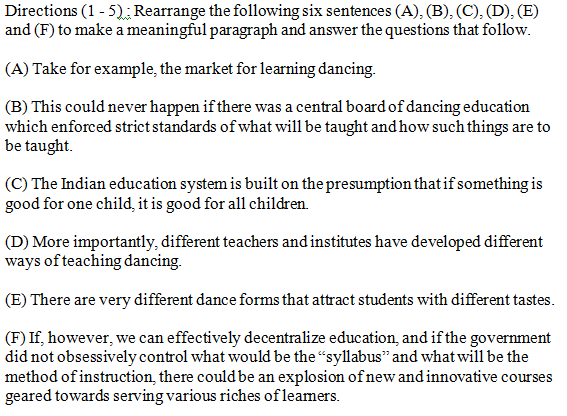 Directions (1 - 5) : Rearrange the following six sentences (A), (B), (C), (D), (E)
and (F) to make a meaningful paragraph and answer the questions that follow.
(A) Take for example, the market for learning dancing.
(B) This could never happen if there was a central board of dancing education
which enforced strict standards of what will be taught and how such things are to
be taught.
(C) The Indian education system is built on the presumption that if something is
good for one child, it is good for all children.
(D) More importantly, different teachers and institutes have developed different
ways of teaching dancing.
(E) There are very different dance forms that attract students with different tastes.
(F) If, however, we can effectively decentralize education, and if the government
did not obsessively control what would be the “syllabus” and what will be the
method of instruction, there could be an explosion of new and innovative courses
geared towards serving various riches of learners.